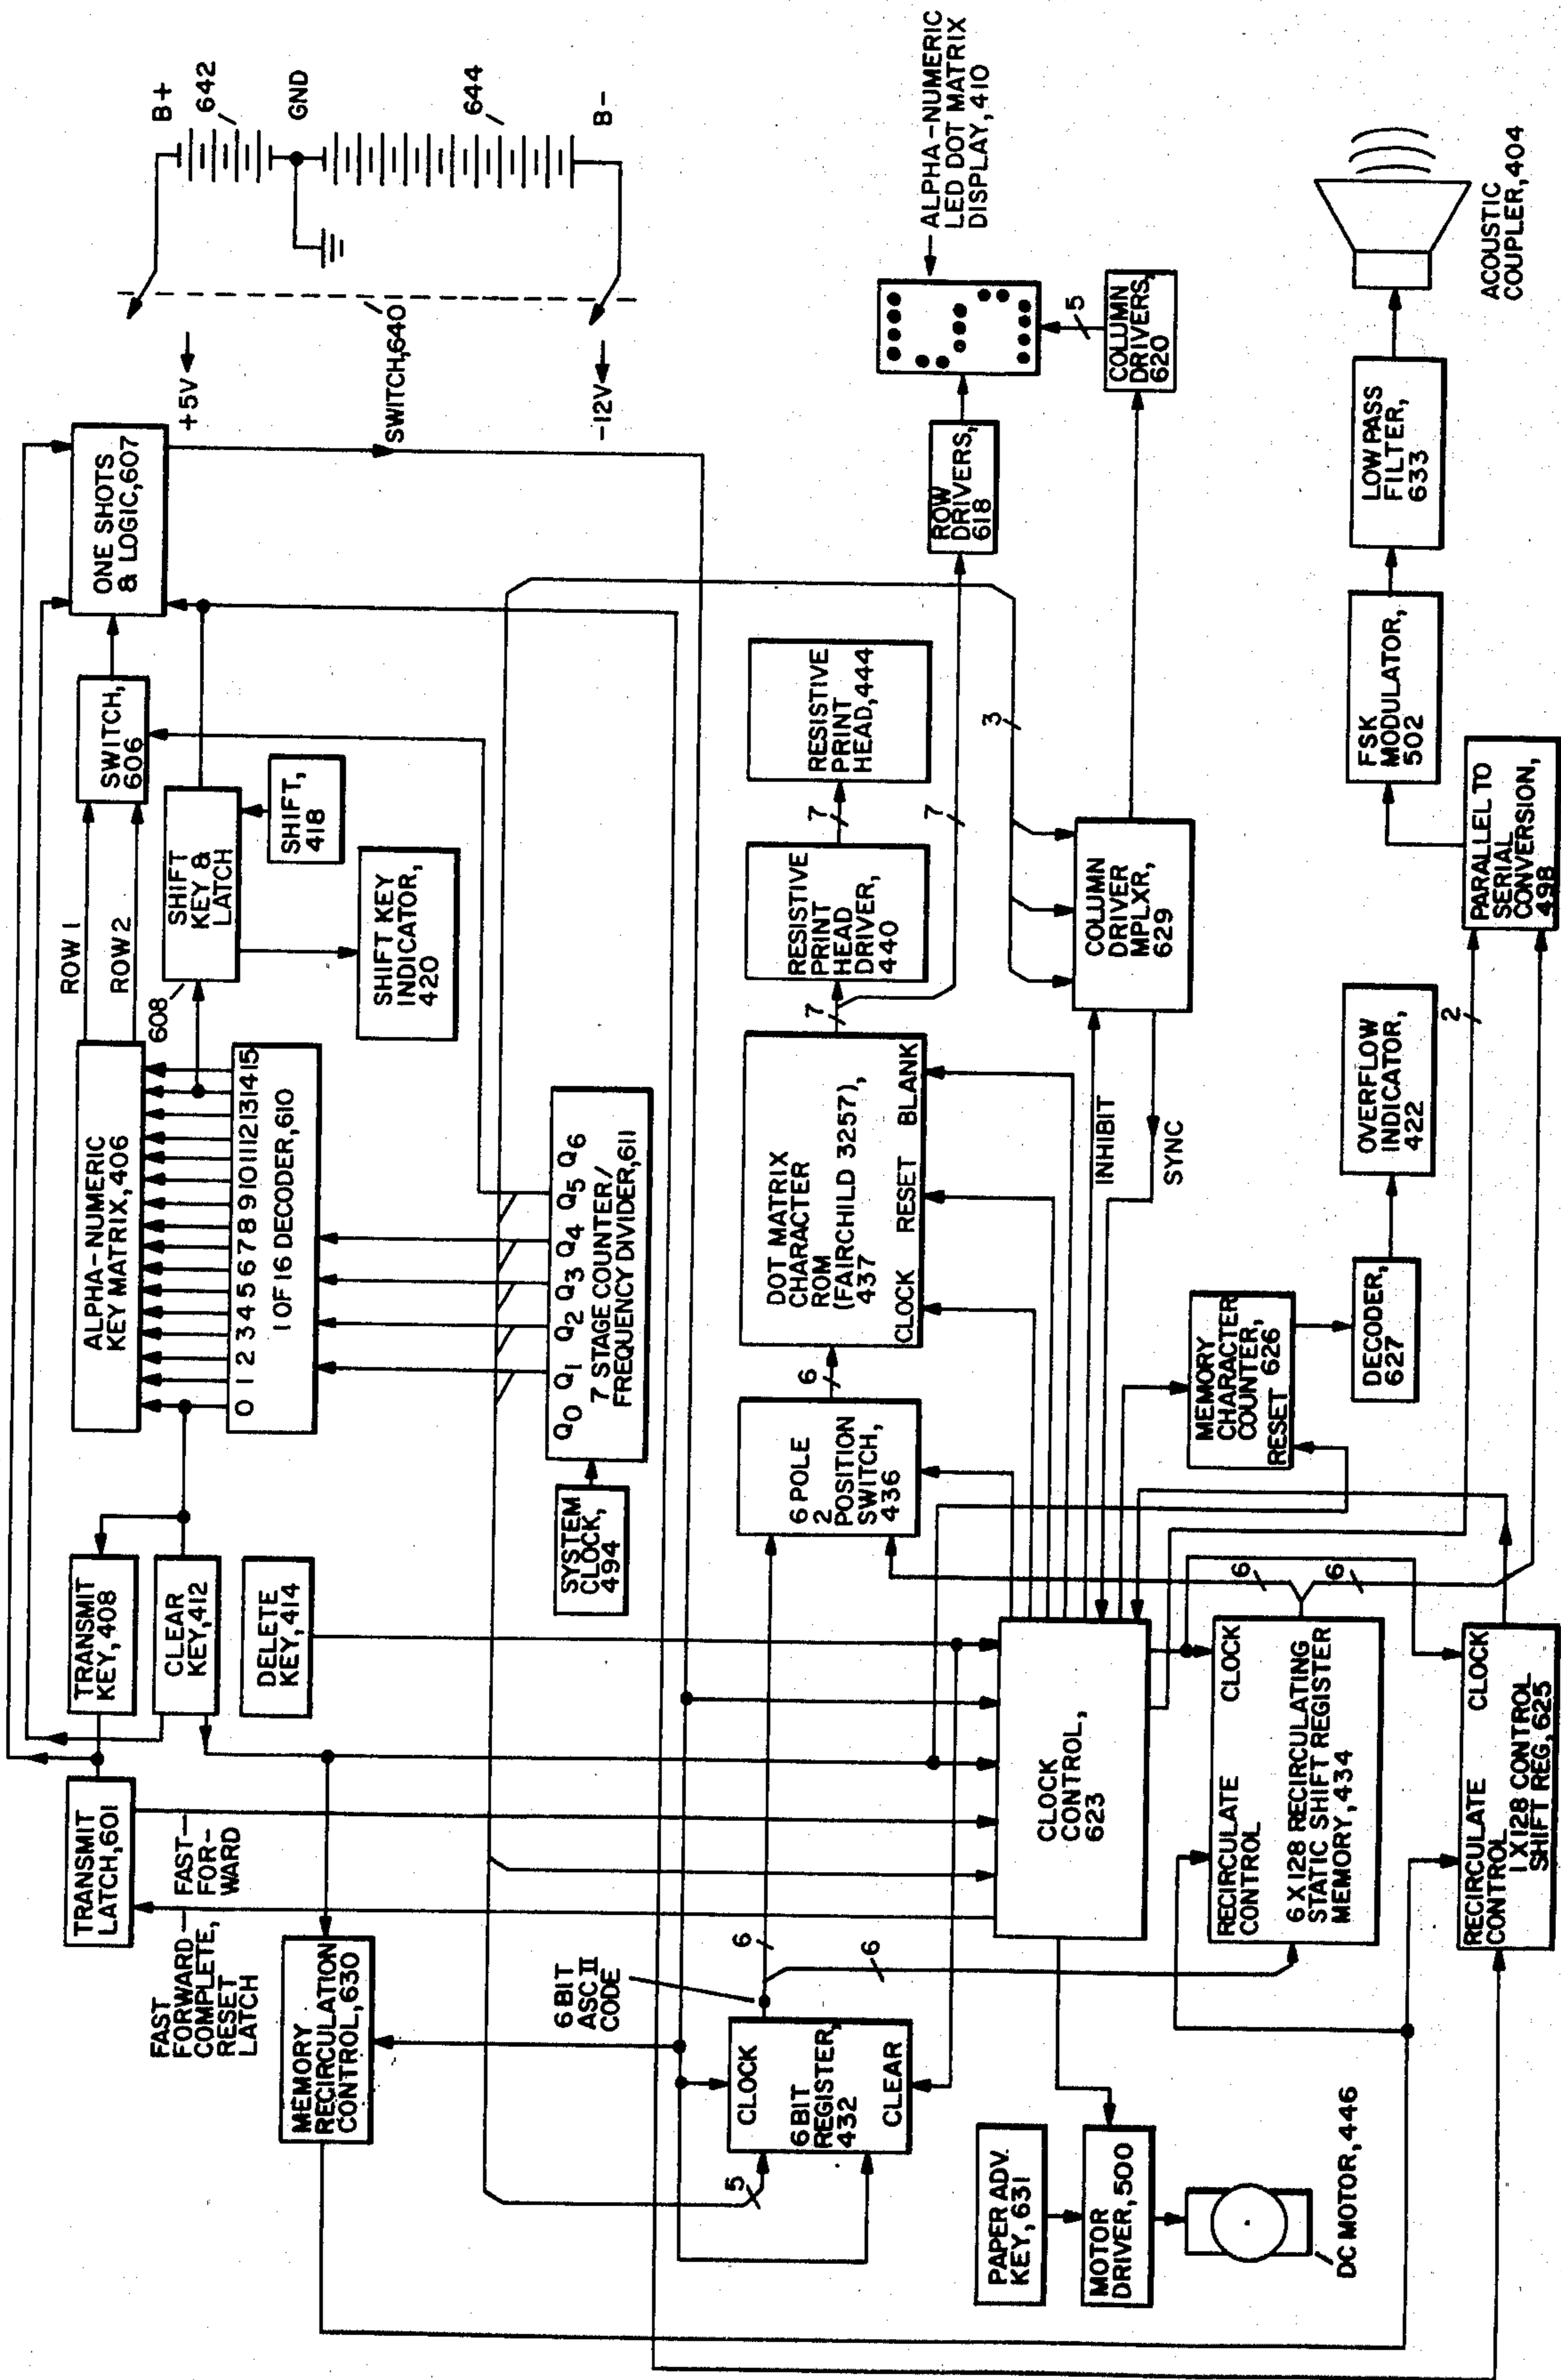 TRANSMIT
LATCH,601
TRANSMIT
KEY,408
CLEAR
KEY,412
DELETE
KEY,414
FAST
FORWARD
COMPLETE,
RESET
LATCH
FAST
FOR-
WARD
MEMORY
RECIRCULATION
CONTROL,630
ALPHA-NUMERIC
KEY MATRIX,406
0 1 2 3 4 5 6 7 8 9 10 11 12 13 14 15
1 OF 16 DECODER,610
ROW 1
ROW 2
608
SWITCH,
606
SHIFT
KEY &
LATCH
SHIFT,
418
SHIFT KEY
INDICATOR,
420
ONE SHOTS
& LOGIC,607
+5V
SWITCH,640
-12V
B+
642
GND
644
B-
SYSTEM
CLOCK,
494
Q0 Q1 Q2 Q3 Q4 Q5 Q6
7 STAGE COUNTER/
FREQUENCY DIVIDER,611
6 BIT
ASC II
CODE
5
CLOCK
6 BIT
REGISTER,
432
CLEAR
6
6
6 POLE
2
POSITION
SWITCH,
436
6
DOT MATRIX
CHARACTER
ROM
(FAIRCHILD 3257),
437
CLOCK RESET BLANK
7
RESISTIVE
PRINT
HEAD
DRIVER,
440
7
RESISTIVE
PRINT
HEAD,444
7
ROW
DRIVERS,
618
ALPHA-NUMERIC
LED DOT MATRIX
DISPLAY,410
5
COLUMN
DRIVERS,
620
3
COLUMN
DRIVER
MPLXR,
629
INHIBIT
SYNC
PAPER ADV.
KEY,631
MOTOR
DRIVER,500
DC MOTOR,446
CLOCK
CONTROL,
623
MEMORY
CHARACTER
COUNTER,
RESET 626
DECODER,
627
OVERFLOW
INDICATOR,
422
RECIRCULATE
CONTROL
CLOCK
6 X 128 RECIRCULATING
STATIC SHIFT REGISTER
MEMORY,434
6
6
2
RECIRCULATE
CONTROL
CLOCK
1 X 128 CONTROL
SHIFT REG,625
PARALLEL TO
SERIAL
CONVERSION,
498
FSK
MODULATOR,
502
LOW PASS
FILTER,
633
ACOUSTIC
COUPLER,404